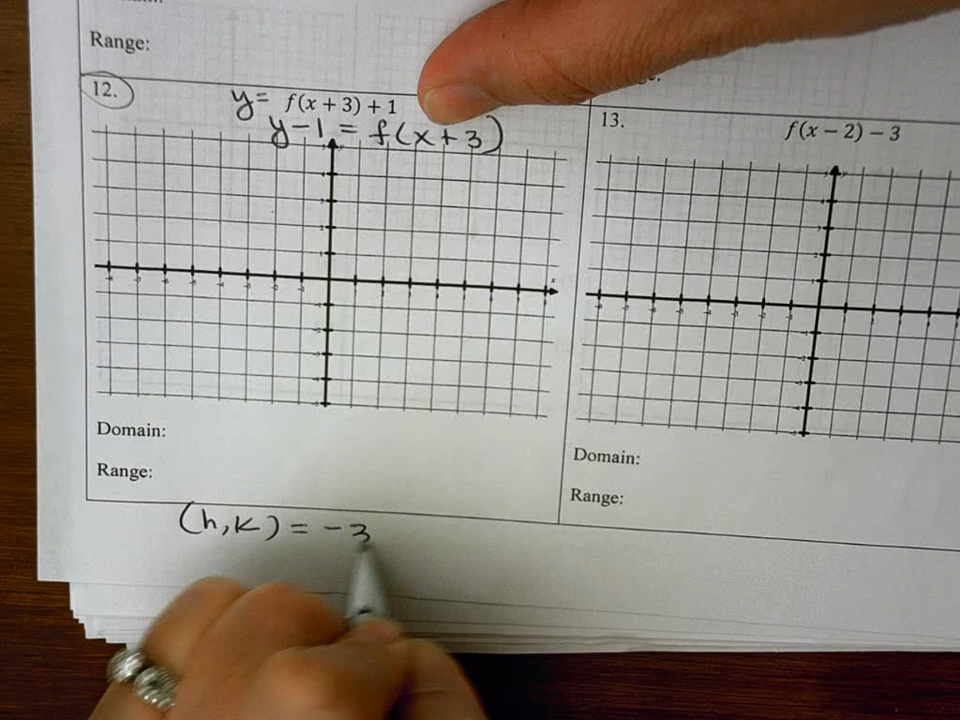 Range:
12.
y= f(x + 3) + 1
y-1 = f(x+3)
Domain:
Range:
(h,k) = -3
13.
f(x − 2) − 3
Domain:
Range: